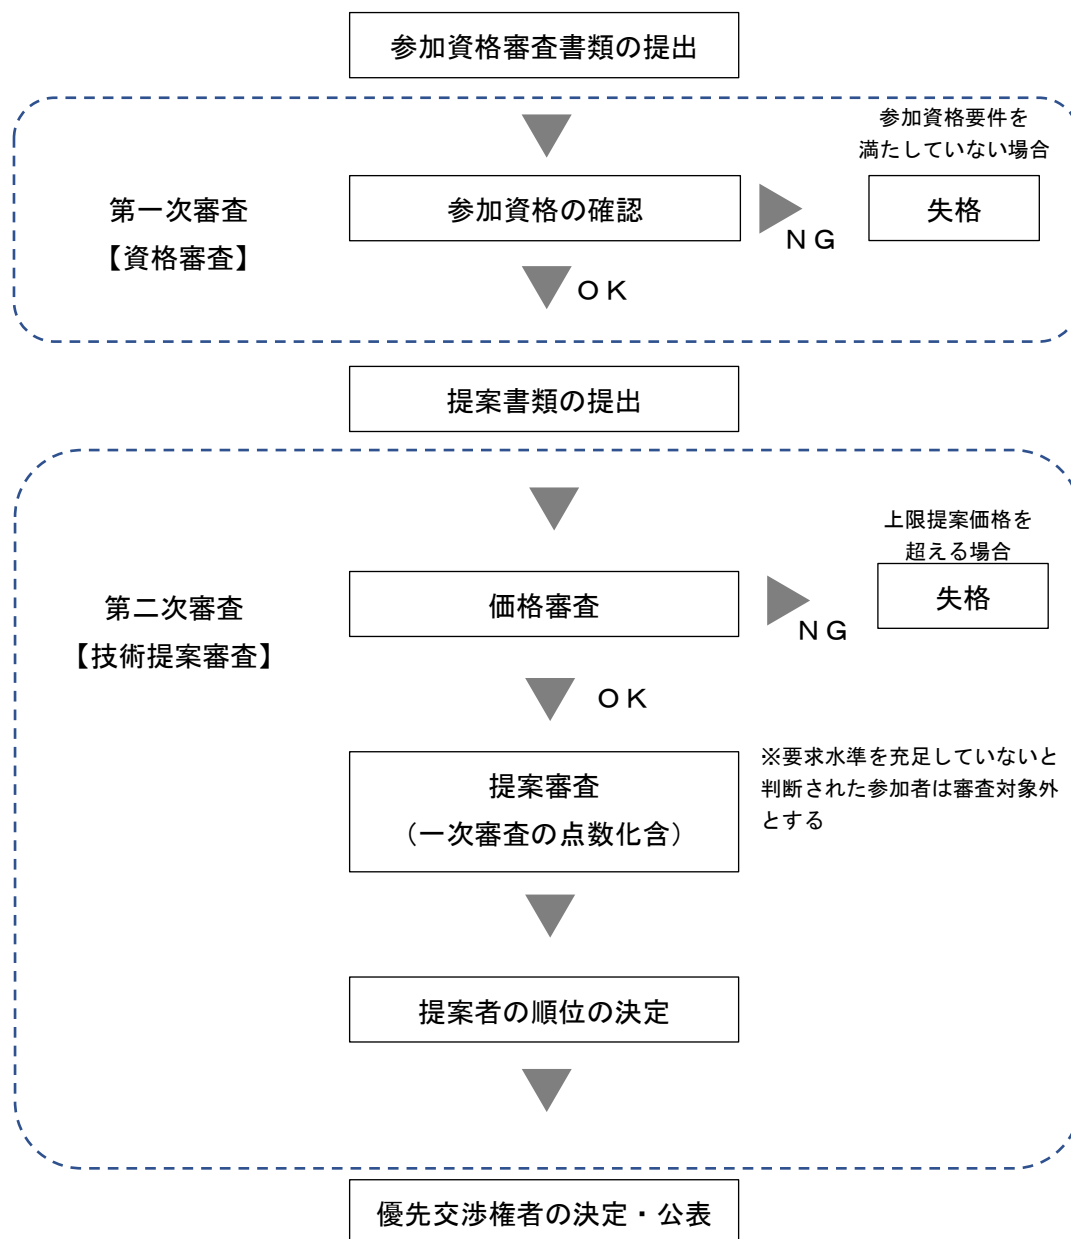 参加資格審査書類の提出
参加資格要件を
満たしていない場合
第一次審査
【資格審査】
参加資格の確認
ＮＧ
失格
ＯＫ
提案書類の提出
上限提案価格を
超える場合
第二次審査
【技術提案審査】
価格審査
ＮＧ
失格
ＯＫ
提案審査
（一次審査の点数化含）
※要求水準を充足していないと
判断された参加者は審査対象外
とする
提案者の順位の決定
優先交渉権者の決定・公表